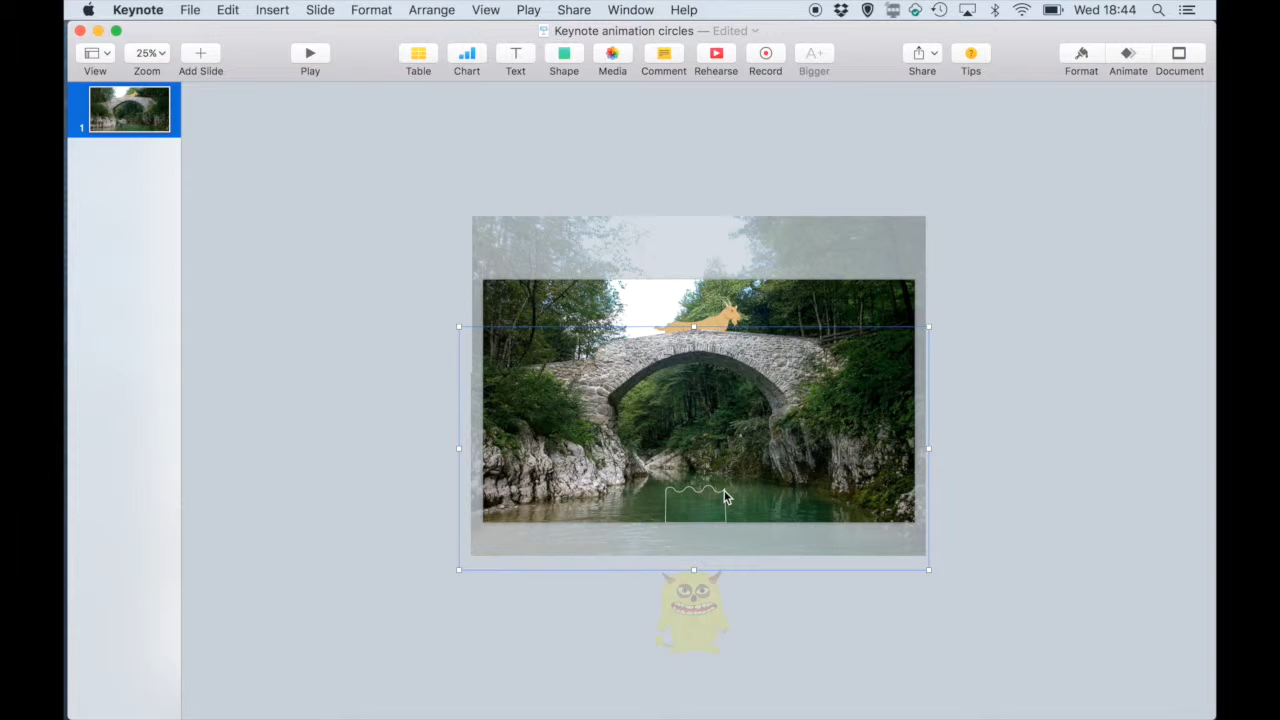 Keynote File Edit Insert Slide Format Arrange View Play Share Window Help Wed 18:44
Keynote animation circles — Edited
25%
View Zoom Add Slide Play Table Chart Text Shape Media Comment Rehearse Record Bigger Share Tips Format Animate Document
1